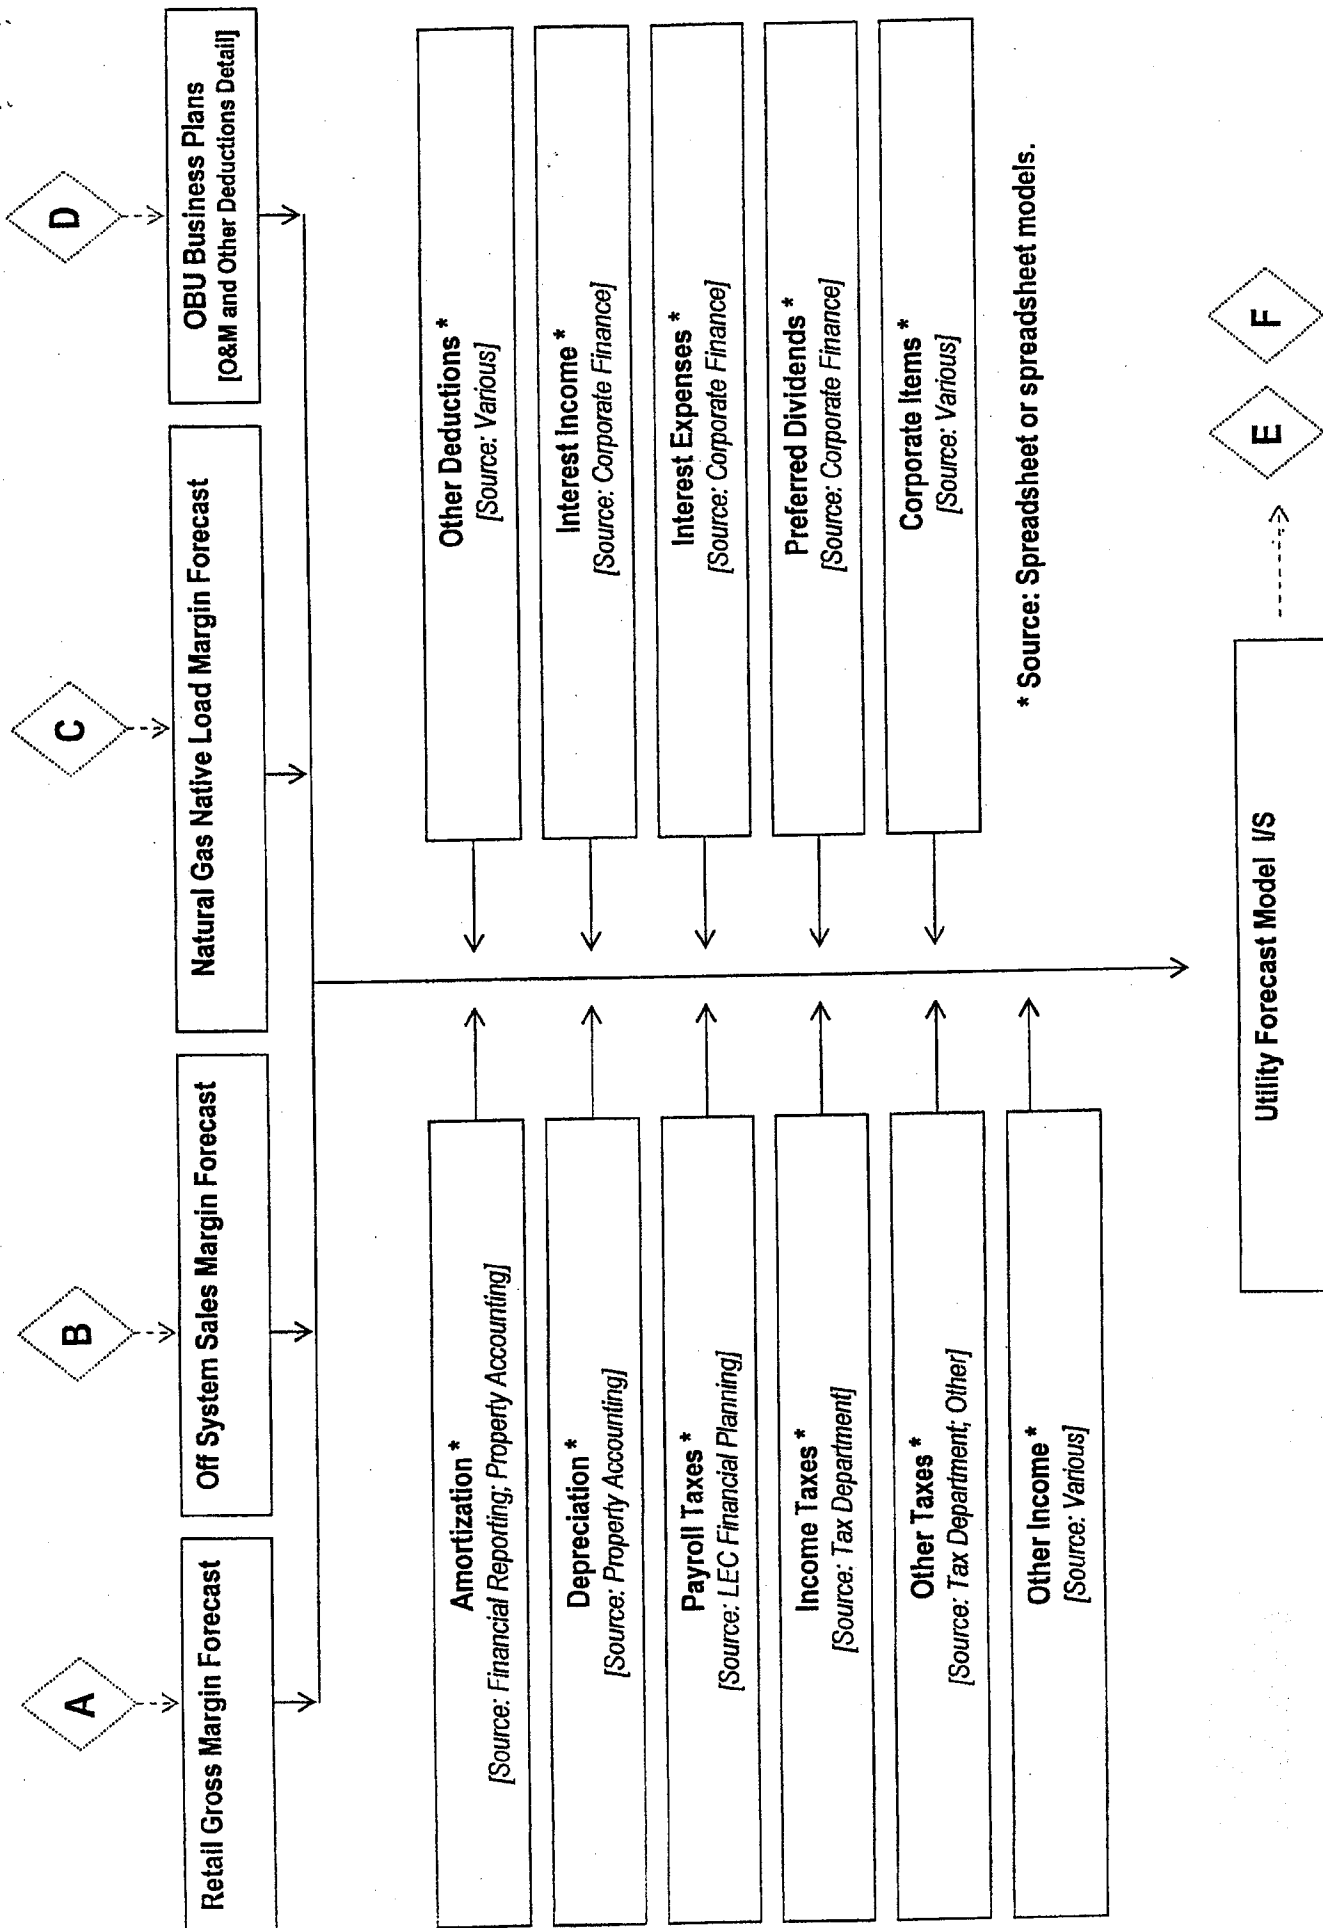 A
B
C
D
Retail Gross Margin Forecast
Off System Sales Margin Forecast
Natural Gas Native Load Margin Forecast
OBU Business Plans
[O&M and Other Deductions Detail]
Amortization *
[Source: Financial Reporting; Property Accounting]
Depreciation *
[Source: Property Accounting]
Payroll Taxes *
[Source: LEC Financial Planning]
Income Taxes *
[Source: Tax Department]
Other Taxes *
[Source: Tax Department; Other]
Other Income *
[Source: Various]
Other Deductions *
[Source: Various]
Interest Income *
[Source: Corporate Finance]
Interest Expenses *
[Source: Corporate Finance]
Preferred Dividends *
[Source: Corporate Finance]
Corporate Items *
[Source: Various]
* Source: Spreadsheet or spreadsheet models.
Utility Forecast Model I/S
E
F